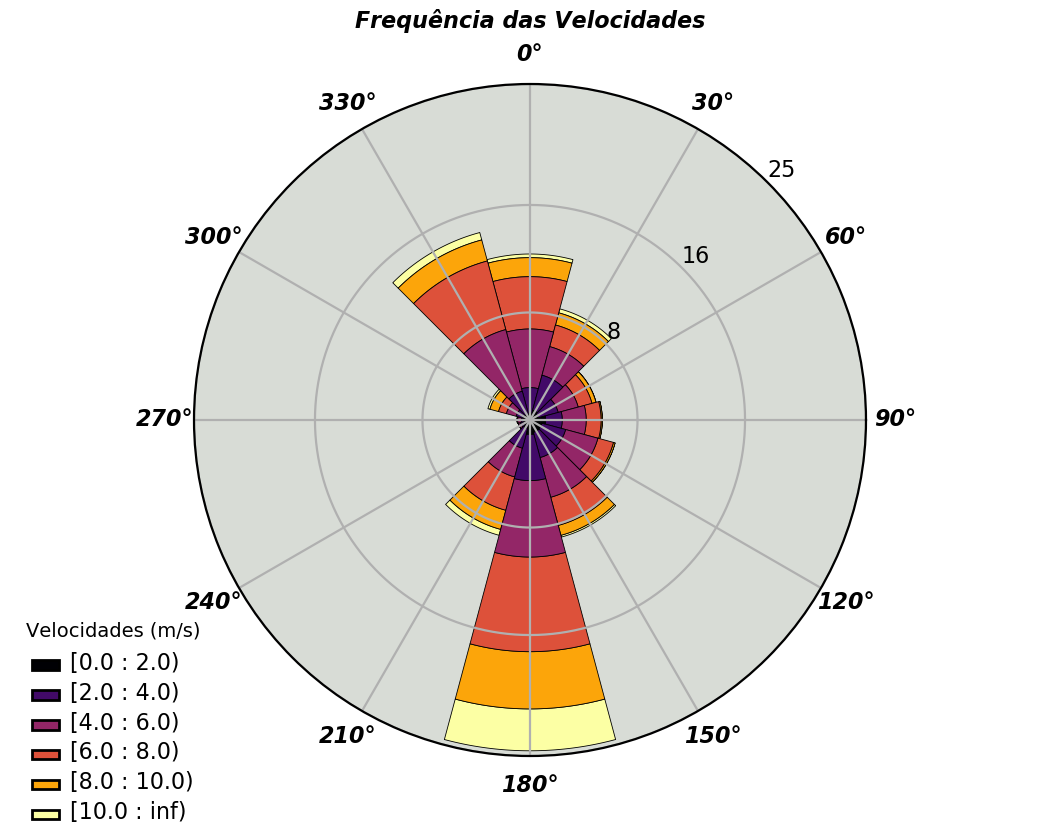 Frequência das Velocidades
0°
330°
30°
25
300°
60°
16
8
270°
90°
240°
120°
210°
150°
180°
Velocidades (m/s)
[0.0 : 2.0)
[2.0 : 4.0)
[4.0 : 6.0)
[6.0 : 8.0)
[8.0 : 10.0)
[10.0 : inf)